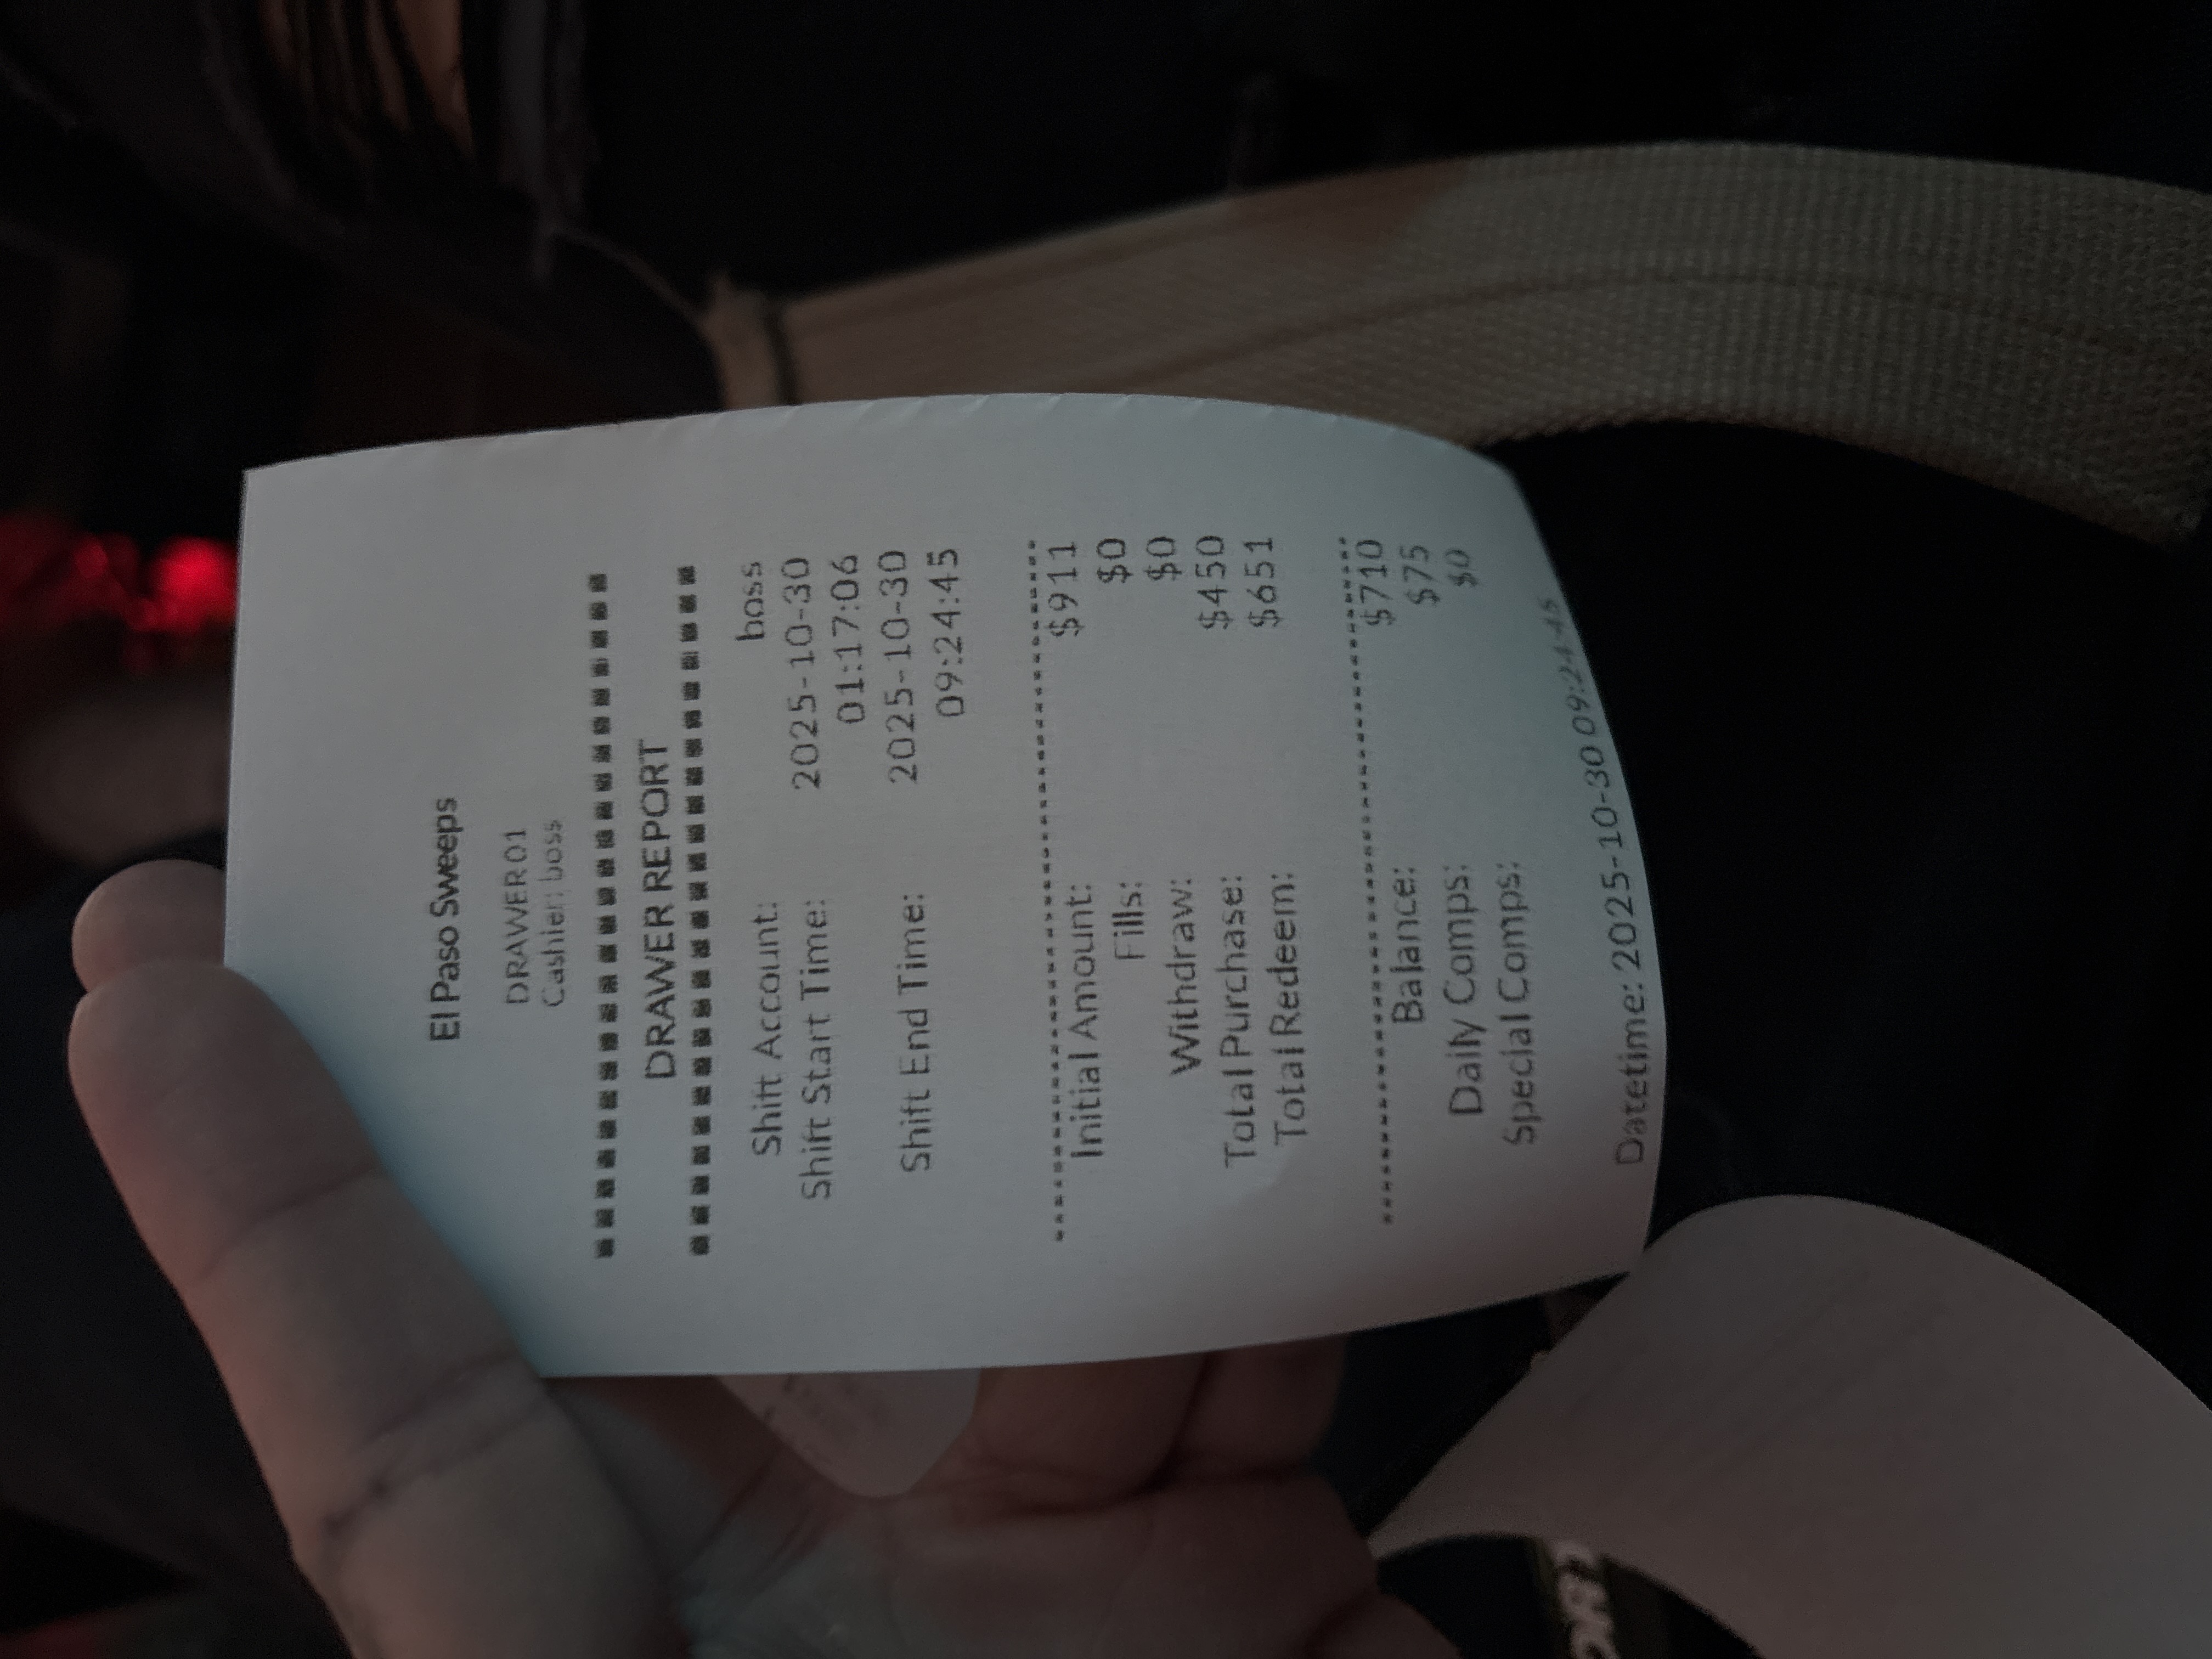 El Paso Sweeps
DRAWER01
Cashier: boss
DRAWER REPORT
Shift Account: boss
Shift Start Time: 2025-10-30
01:17:06
Shift End Time: 2025-10-30
09:24:45
Initial Amount: $911
Fills: $0
Withdraw: $0
Total Purchase: $450
Total Redeem: $651
Balance: $710
Daily Comps: $75
Special Comps: $0
Datetime: 2025-10-30 09:24:45